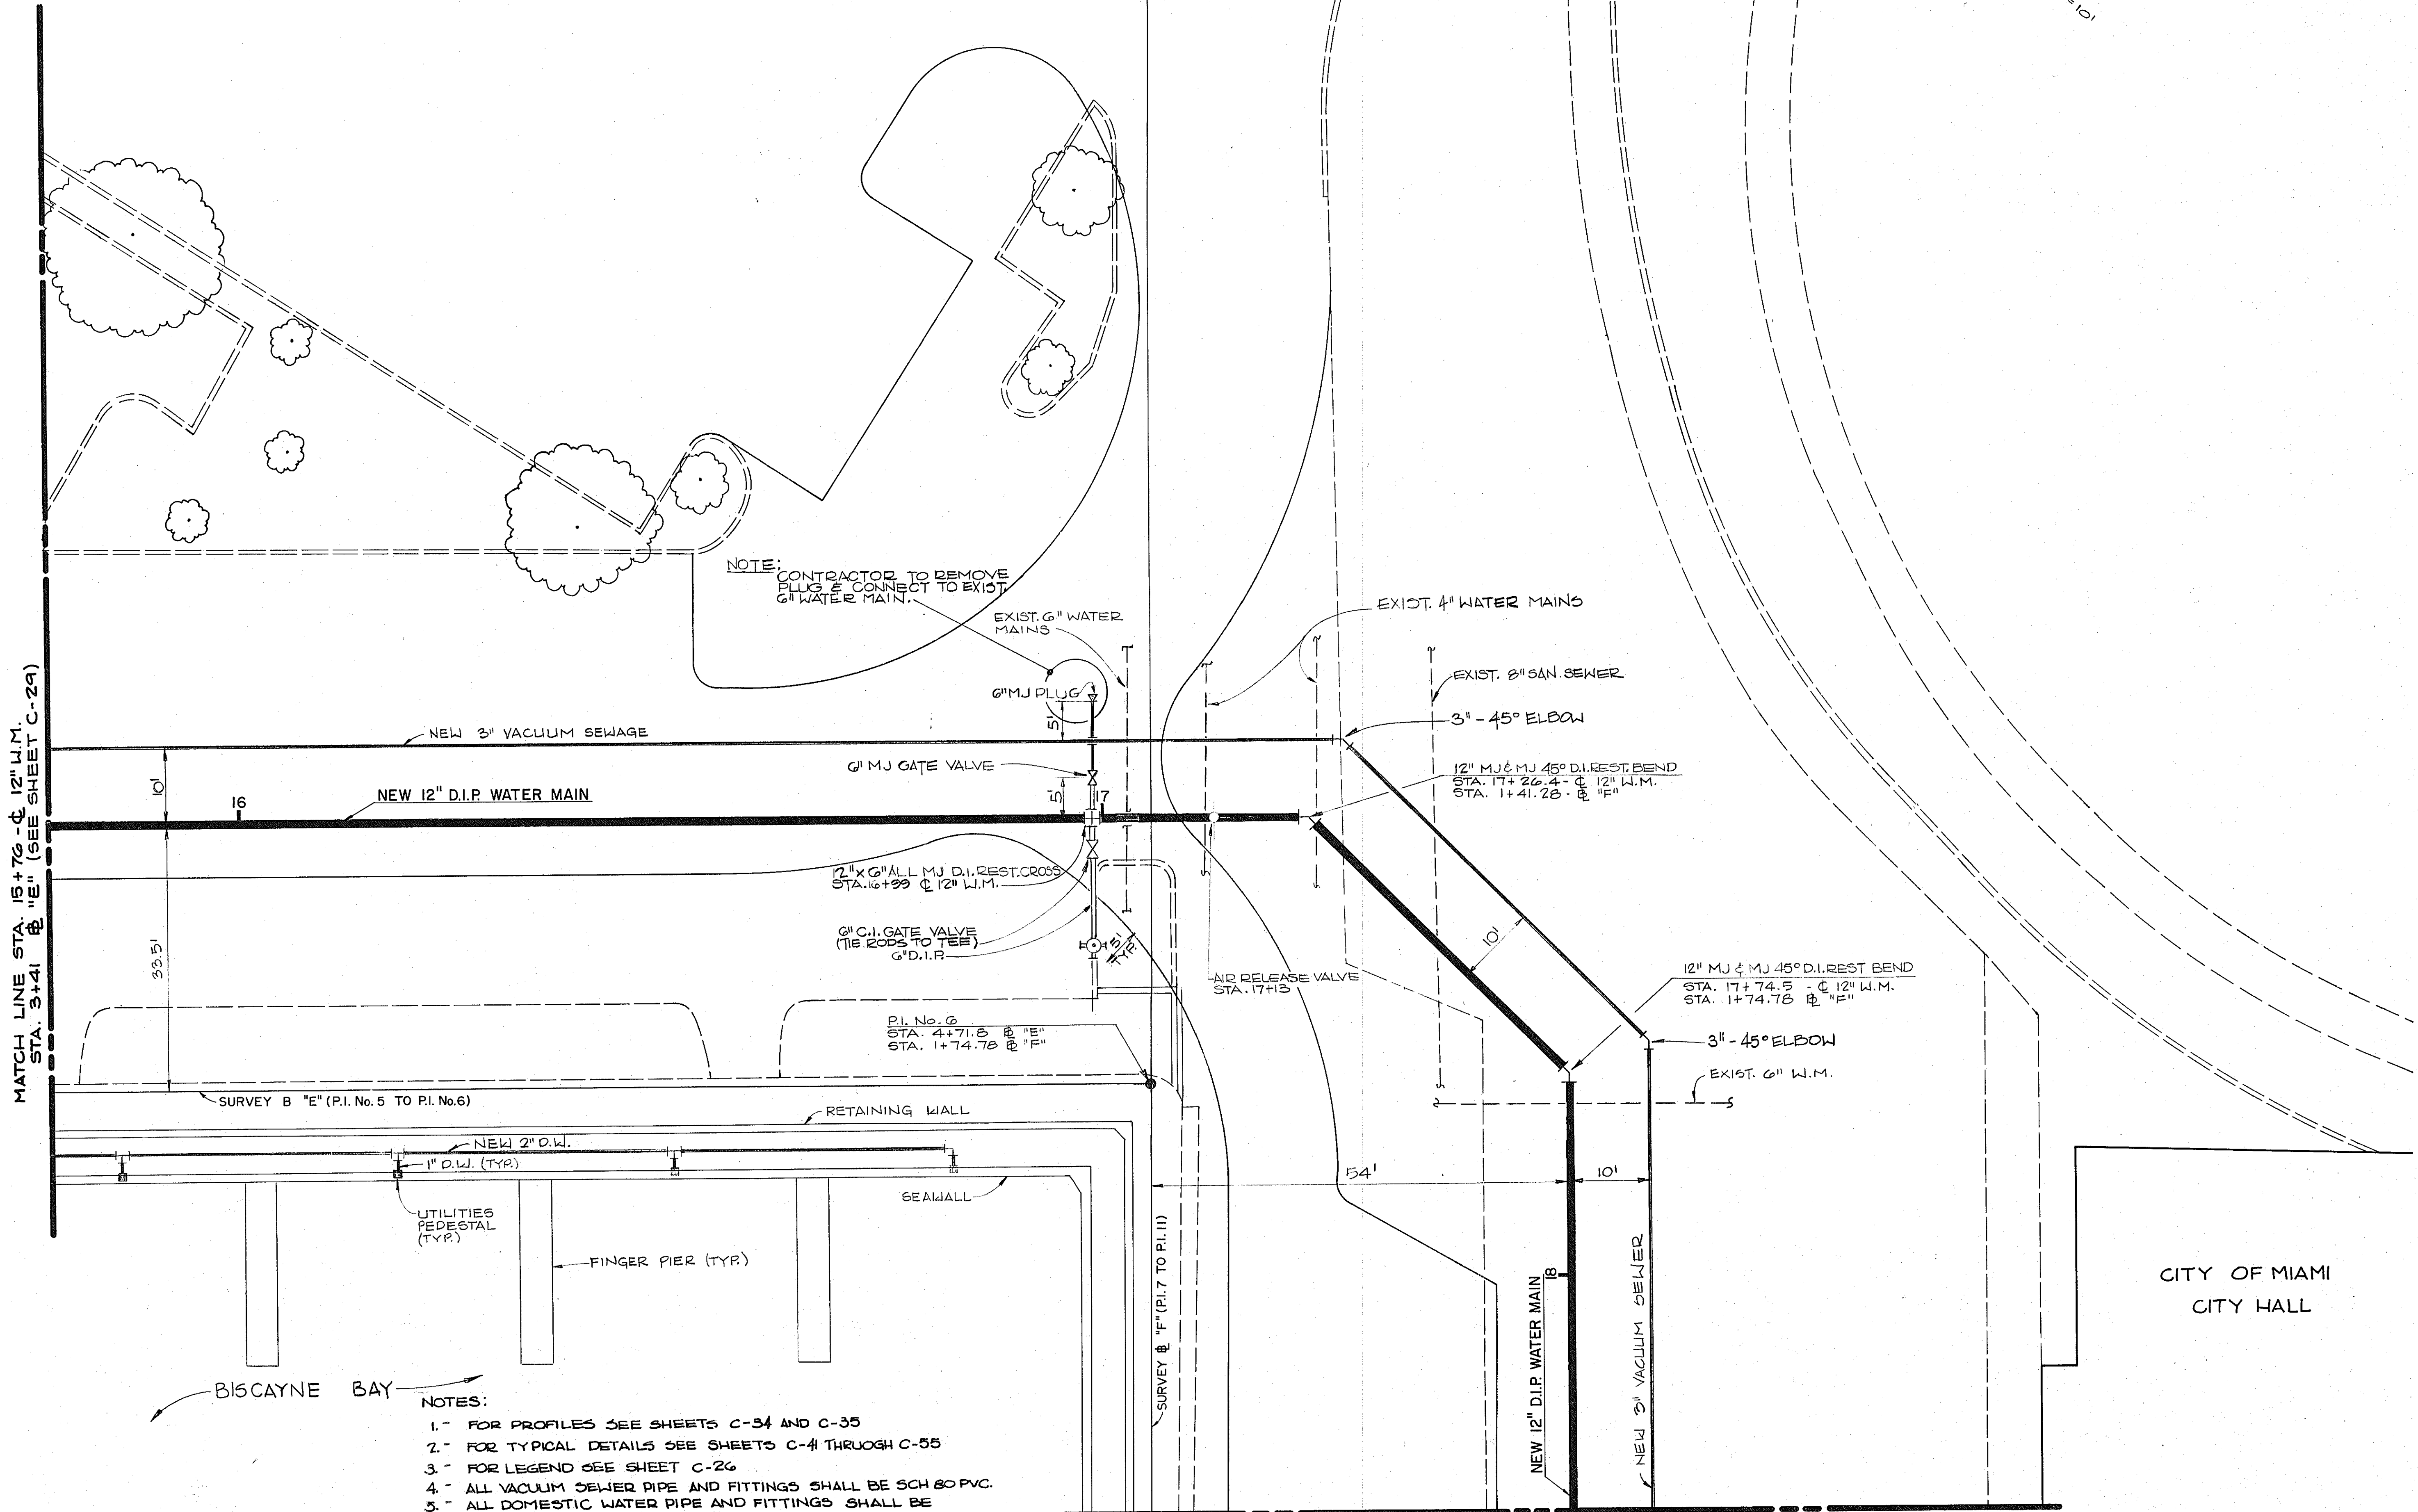 =10'
NOTE:
CONTRACTOR TO REMOVE
PLUG & CONNECT TO EXIST.
6" WATER MAIN.
EXIST. 6" WATER
MAINS
EXIST. 4" WATER MAINS
EXIST. 8" SAN. SEWER
6" MJ PLUG
5'
3" - 45° ELBOW
NEW 3" VACUUM SEWAGE
6" MJ GATE VALVE
12" MJ & MJ 45° D.I. REST. BEND
STA. 17+26.4 - ℄ 12" W.M.
STA. 1+41.28 - B "F"
10'
16
NEW 12" D.I.P. WATER MAIN
5'
17
MATCH LINE STA. 15+76 - ℄ 12" W.M.
STA. 3+41 B "E" (SEE SHEET C-29)
12" x 6" ALL MJ D.I. REST. CROSS
STA. 16+99 ℄ 12" W.M.
6" C.I. GATE VALVE
(TIE RODS TO TEE)
6" D.I.P.
5'
TYP.
33.5'
10'
AIR RELEASE VALVE
STA. 17+13
12" MJ & MJ 45° D.I. REST BEND
STA. 17+74.5 - ℄ 12" W.M.
STA. 1+74.78 B "F"
P.I. No. 6
STA. 4+71.8 B "E"
STA. 1+74.78 B "F"
3" - 45° ELBOW
EXIST. 6" W.M.
SURVEY B "E" (P.I. No. 5 TO P.I. No. 6)
RETAINING WALL
NEW 2" D.W.
1" D.W. (TYP.)
SEAWALL
54'
10'
UTILITIES
PEDESTAL
(TYP.)
FINGER PIER (TYP.)
SURVEY B "F" (P.I. 7 TO P.I. 11)
18
NEW 12" D.I.P. WATER MAIN
NEW 3" VACUUM SEWER
CITY OF MIAMI
CITY HALL
BISCAYNE BAY
NOTES:
1.- FOR PROFILES SEE SHEETS C-34 AND C-35
2.- FOR TYPICAL DETAILS SEE SHEETS C-41 THRUOGH C-55
3.- FOR LEGEND SEE SHEET C-26
4.- ALL VACUUM SEWER PIPE AND FITTINGS SHALL BE SCH 80 PVC.
5.- ALL DOMESTIC WATER PIPE AND FITTINGS SHALL BE